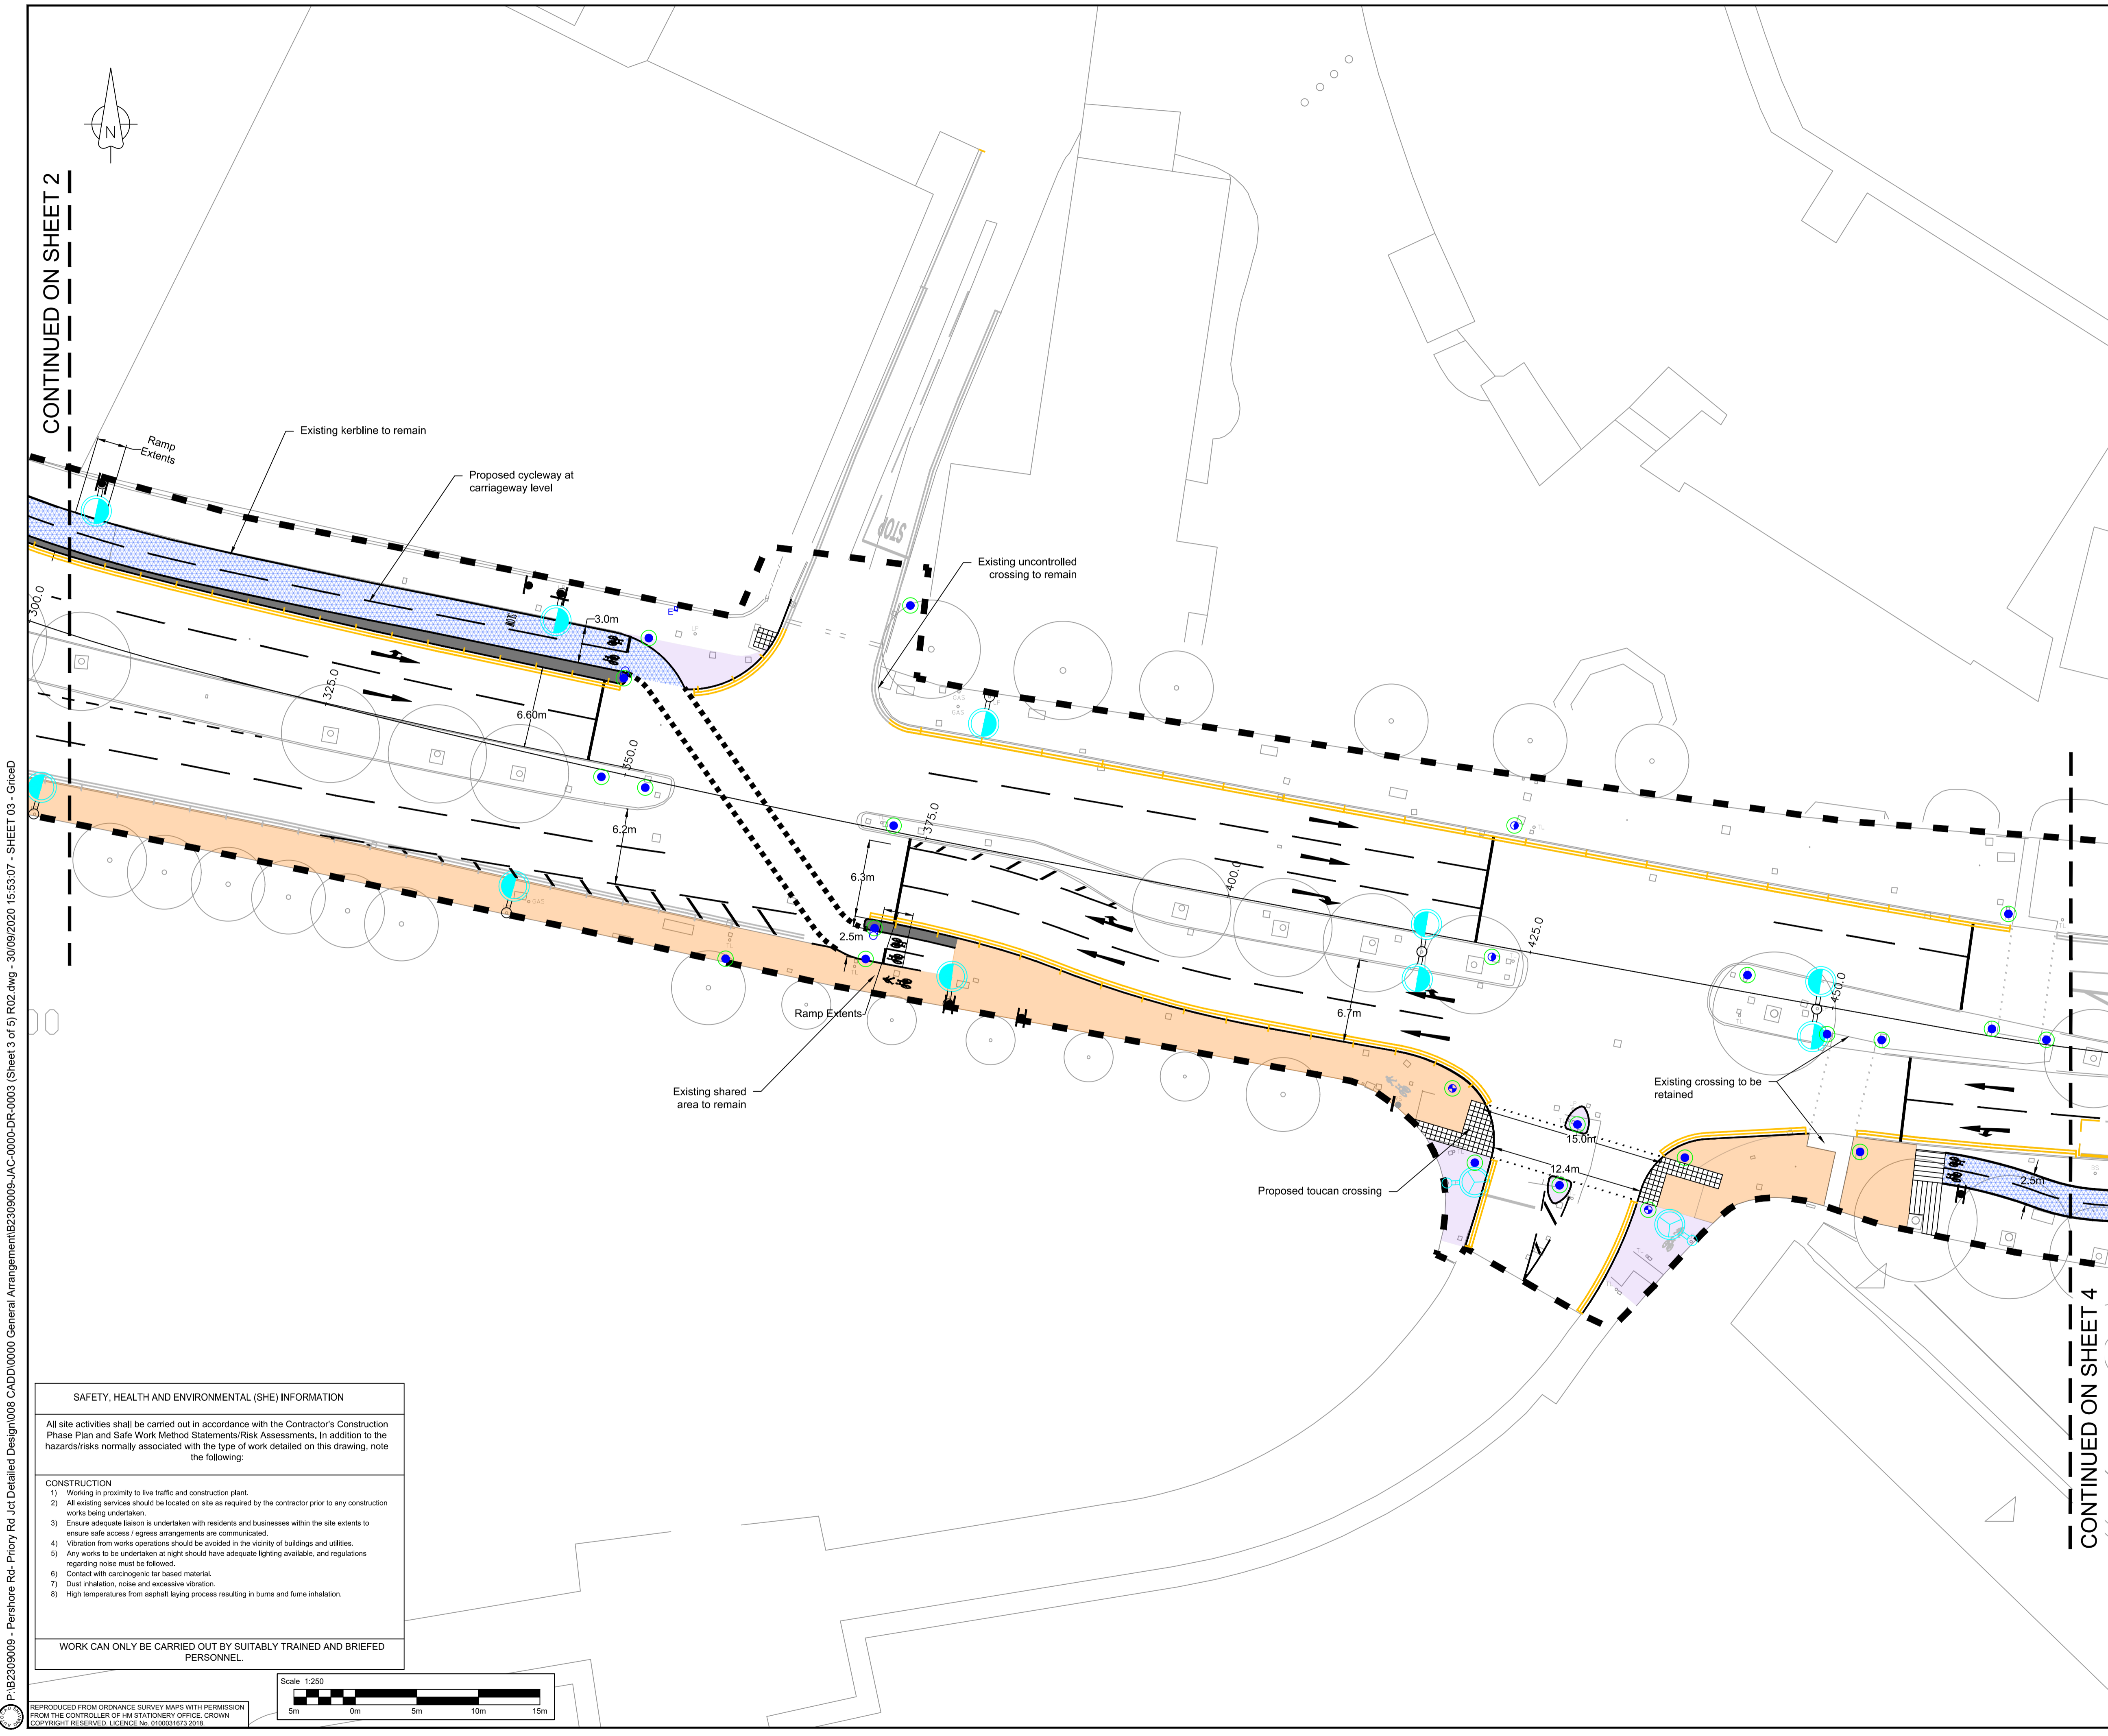 CONTINUED ON SHEET 2
N
Ramp
Extents
Existing kerbline to remain
Proposed cycleway at
carriageway level
STOP
Existing uncontrolled
crossing to remain
E
3.0m
LP
GAS
GAS
LP
300.0
325.0
6.60m
350.0
6.2m
375.0
6.3m
2.5m
400.0
425.0
450.0
GAS
TL
TL
TL
TL
Ramp Extents
6.7m
Existing shared
area to remain
Existing crossing to be
retained
15.0m
12.4m
Proposed toucan crossing
2.5m
CONTINUED ON SHEET 4
P:\B2309009 - Pershore Rd- Priory Rd Jct Detailed Design\008 CADD\0000 General Arrangement\B2309009-JAC-0000-DR-0003 (Sheet 3 of 5) R02.dwg - 30/09/2020 15:53:07 - SHEET 03 - GriceD
SAFETY, HEALTH AND ENVIRONMENTAL (SHE) INFORMATION
All site activities shall be carried out in accordance with the Contractor's Construction
Phase Plan and Safe Work Method Statements/Risk Assessments. In addition to the
hazards/risks normally associated with the type of work detailed on this drawing, note
the following:
CONSTRUCTION
1) Working in proximity to live traffic and construction plant.
2) All existing services should be located on site as required by the contractor prior to any construction
works being undertaken.
3) Ensure adequate liaison is undertaken with residents and businesses within the site extents to
ensure safe access / egress arrangements are communicated.
4) Vibration from works operations should be avoided in the vicinity of buildings and utilities.
5) Any works to be undertaken at night should have adequate lighting available, and regulations
regarding noise must be followed.
6) Contact with carcinogenic tar based material.
7) Dust inhalation, noise and excessive vibration.
8) High temperatures from asphalt laying process resulting in burns and fume inhalation.
WORK CAN ONLY BE CARRIED OUT BY SUITABLY TRAINED AND BRIEFED
PERSONNEL.
Scale 1:250
5m 0m 5m 10m 15m
REPRODUCED FROM ORDNANCE SURVEY MAPS WITH PERMISSION
FROM THE CONTROLLER OF HM STATIONERY OFFICE. CROWN
COPYRIGHT RESERVED. LICENCE No. 0100031673 2018.